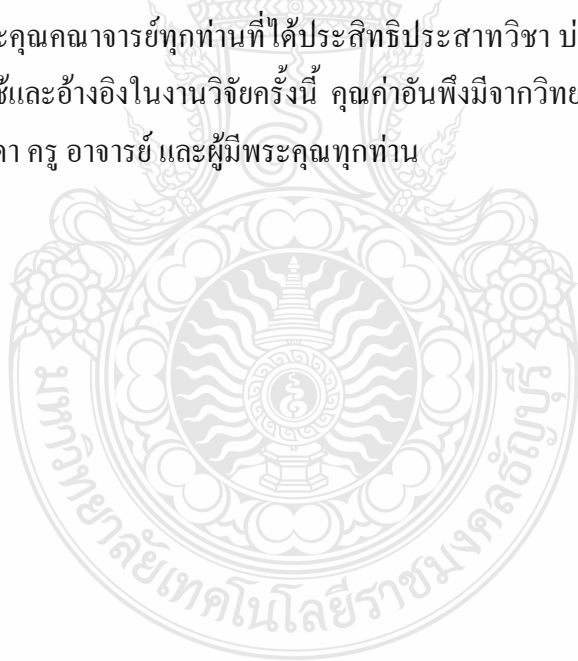 ะคุณคณาจารย์ทุกท่านที่ได้ประสิทธิประสาทวิชา บ่
ช้และอ้างอิงในงานวิจัยครั้งนี้ คุณค่าอันพึงมีจากวิทย
ดา ครู อาจารย์ และผู้มีพระคุณทุกท่าน
มหาวิทยาลัยเทคโนโลยีราชมงคลธัญบุรี